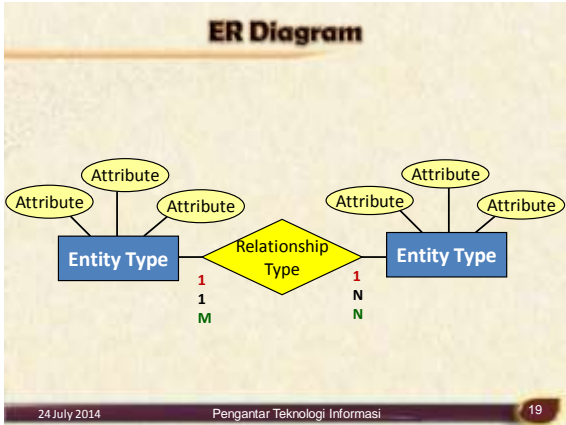 ER Diagram
Attribute
Attribute
Attribute
Attribute
Attribute
Attribute
Entity Type
Relationship
Type
Entity Type
1
1
1
N
M
N
24 July 2014
Pengantar Teknologi Informasi
19